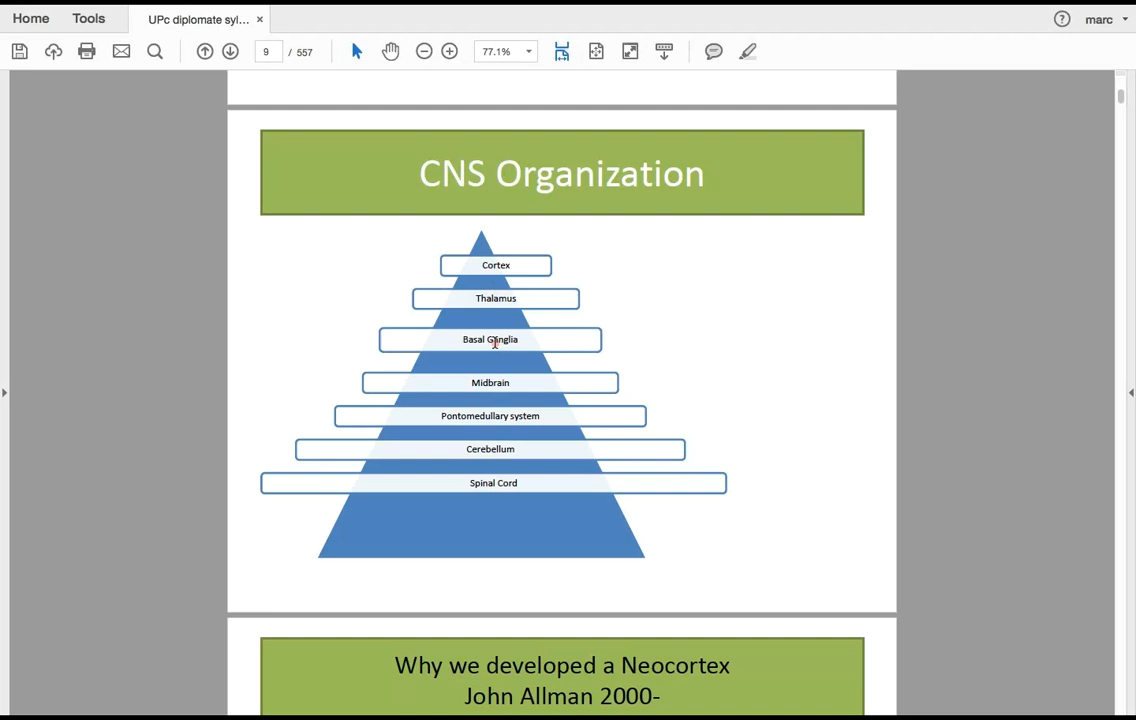 Home Tools UPc diplomate syl... × ? marc
9 / 557 77.1%
CNS Organization
Cortex
Thalamus
Basal Ganglia
Midbrain
Pontomedullary system
Cerebellum
Spinal Cord
Why we developed a Neocortex
John Allman 2000-